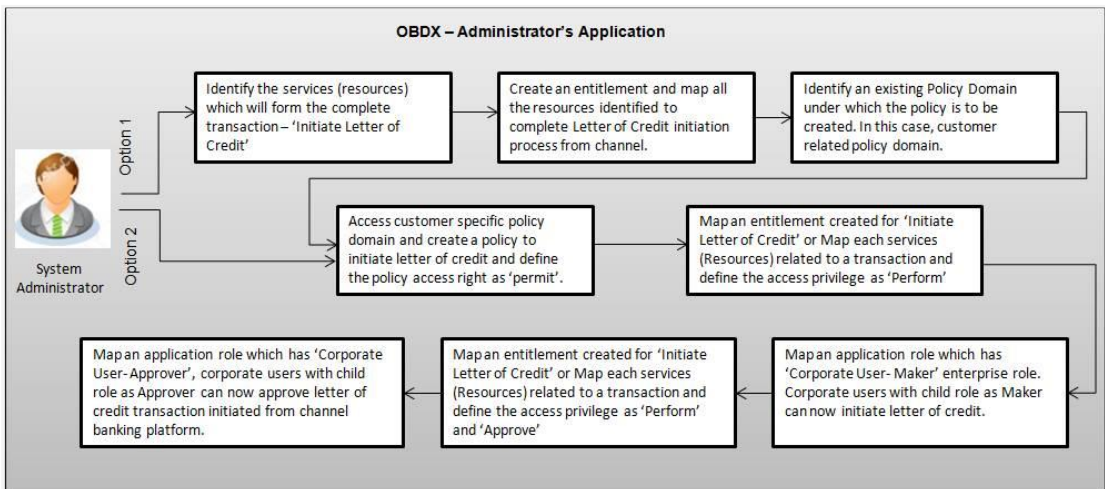 OBDX – Administrator's Application
Identify the services (resources)
which will form the complete
transaction – 'Initiate Letter of
Credit'
Create an entitlement and map all
the resources identified to
complete Letter of Credit initiation
process from channel.
Identify an existing Policy Domain
under which the policy is to be
created. In this case, customer
related policy domain.
Option 1
System
Administrator
Option 2
Access customer specific policy
domain and create a policy to
initiate letter of credit and define
the policy access right as 'permit'.
Map an entitlement created for 'Initiate
Letter of Credit' or Map each services
(Resources) related to a transaction and
define the access privilege as 'Perform'
Map an application role which has
'Corporate User- Maker' enterprise role.
Corporate users with child role as Maker
can now initiate letter of credit.
Map an entitlement created for 'Initiate
Letter of Credit' or Map each services
(Resources) related to a transaction and
define the access privilege as 'Perform'
and 'Approve'
Map an application role which has 'Corporate
User- Approver', corporate users with child
role as Approver can now approve letter of
credit transaction initiated from channel
banking platform.